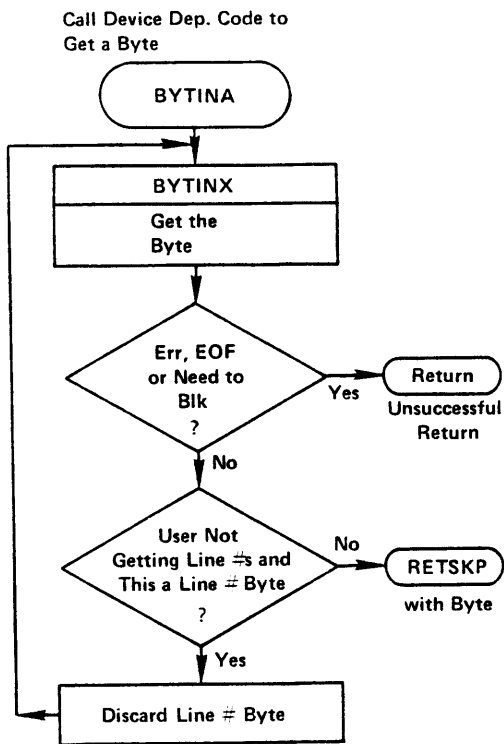 Call Device Dep. Code to
Get a Byte
BYTINA
BYTINX
Get the
Byte
Err, EOF
or Need to
Blk
?
Yes
Return
Unsuccessful
Return
No
User Not
Getting Line #s and
This a Line # Byte
?
No
RETSKP
with Byte
Yes
Discard Line # Byte